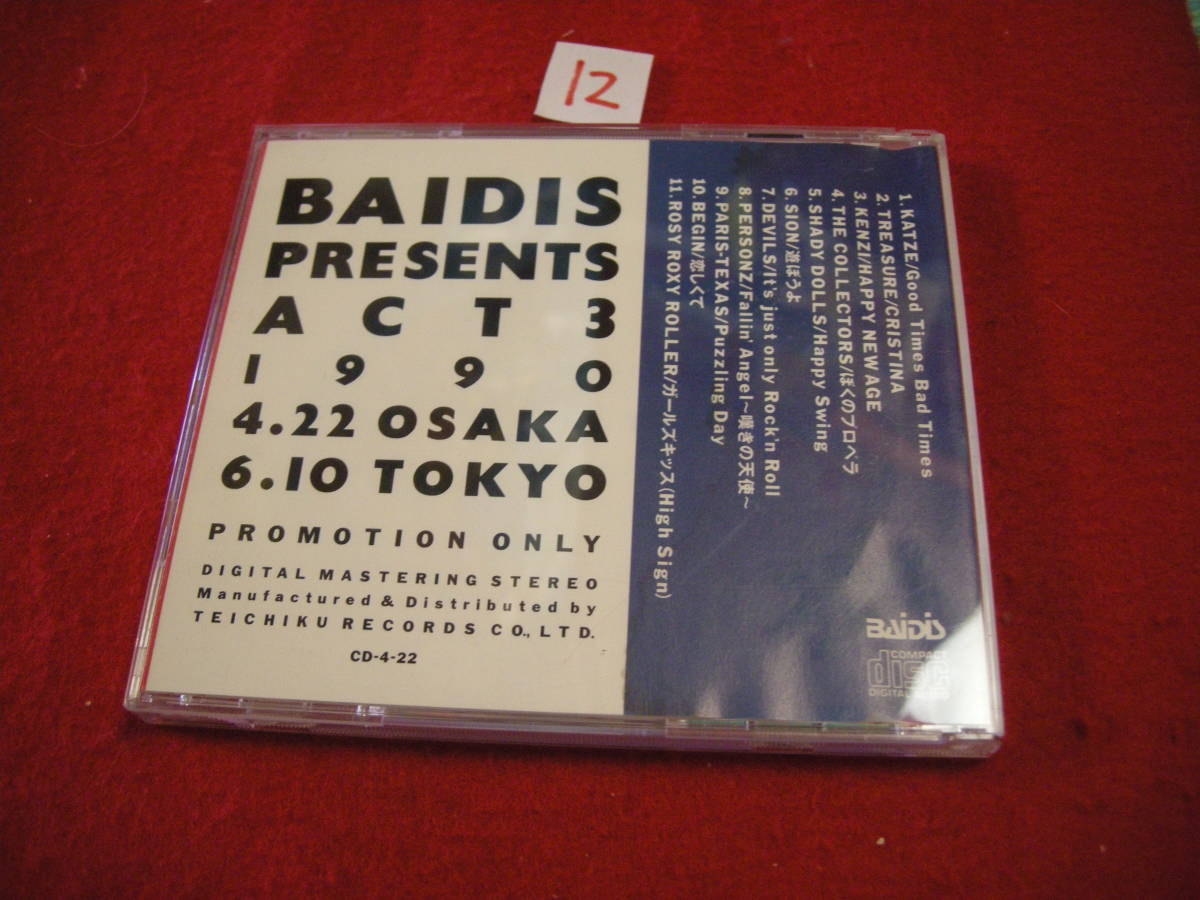 12
BAIDIS
PRESENTS
ACT 3
1990
4.22 OSAKA
6.10 TOKYO
PROMOTION ONLY
DIGITAL MASTERING STEREO
Manufactured & Distributed by
TEICHIKU RECORDS CO., LTD.
CD-4-22
1. KATZE/Good Times Bad Times
2. TREASURE/CRISTINA
3. KENZI/HAPPY NEW AGE
4. THE COLLECTORS/ぼくのプロペラ
5. SHADY DOLLS/Happy Swing
6. SION/遊ぼうよ
7. DEVILS/It's just only Rock'n Roll
8. PERSONZ/Fallin' Angel~嘆きの天使~
9. PARIS-TEXAS/Puzzling Day
10. BEGIN/恋しくて
11. ROSY ROXY ROLLER/ガールズキッス(High Sign)
BAIDIS
COMPACT
disc
DIGITAL